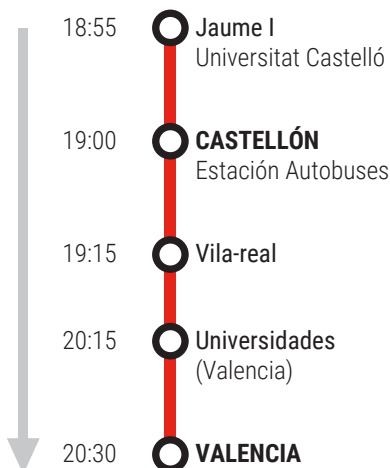 18:55 Jaume I
Universitat Castelló
19:00 CASTELLÓN
Estación Autobuses
19:15 Vila-real
20:15 Universidades
(Valencia)
20:30 VALENCIA